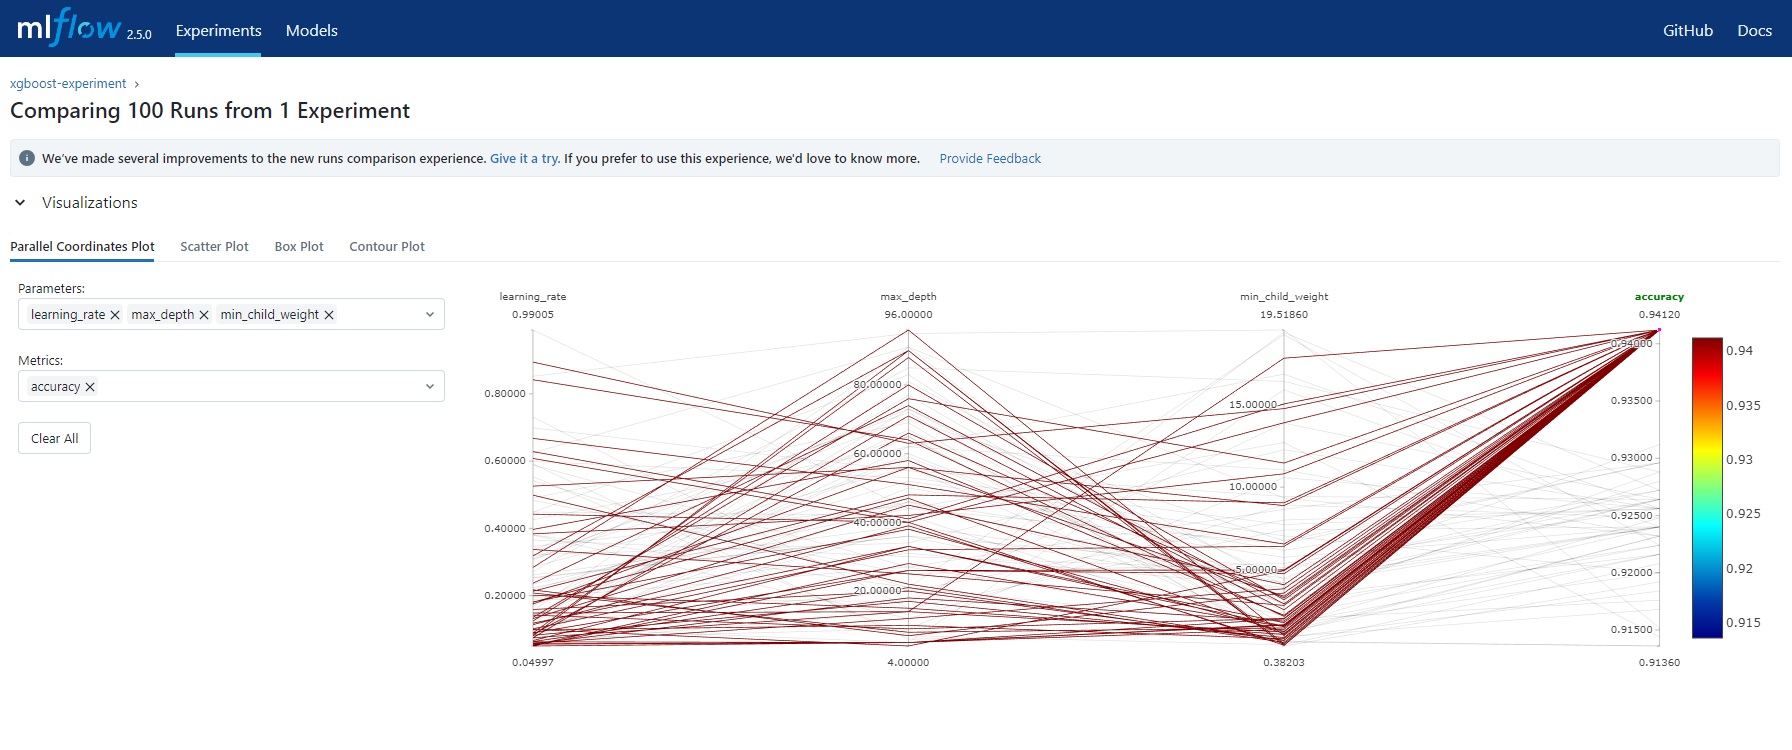 mlflow 2.5.0 Experiments Models GitHub Docs
xgboost-experiment ›
Comparing 100 Runs from 1 Experiment
We've made several improvements to the new runs comparison experience. Give it a try. If you prefer to use this experience, we'd love to know more. Provide Feedback
Visualizations
Parallel Coordinates Plot Scatter Plot Box Plot Contour Plot
Parameters:
learning_rate × max_depth × min_child_weight ×
Metrics:
accuracy ×
Clear All
learning_rate
0.99005
0.80000
0.60000
0.40000
0.20000
0.04997
max_depth
96.00000
80.00000
60.00000
40.00000
20.00000
4.00000
min_child_weight
19.51860
15.00000
10.00000
5.00000
0.38203
accuracy
0.94120
0.94000
0.93500
0.93000
0.92500
0.92000
0.91500
0.91360
0.94
0.935
0.93
0.925
0.92
0.915